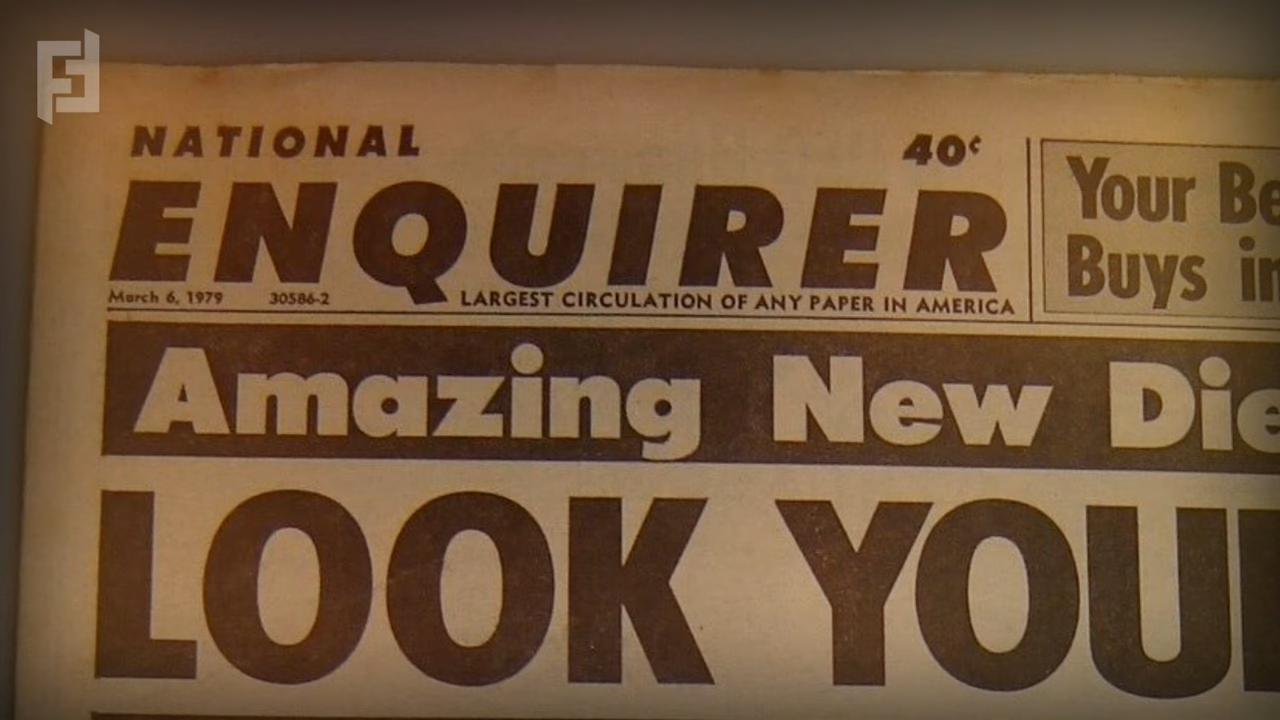 NATIONAL
40¢
ENQUIRER
March 6, 1979 30586-2 LARGEST CIRCULATION OF ANY PAPER IN AMERICA
Your Be
Buys in
Amazing New Die
LOOK YOU